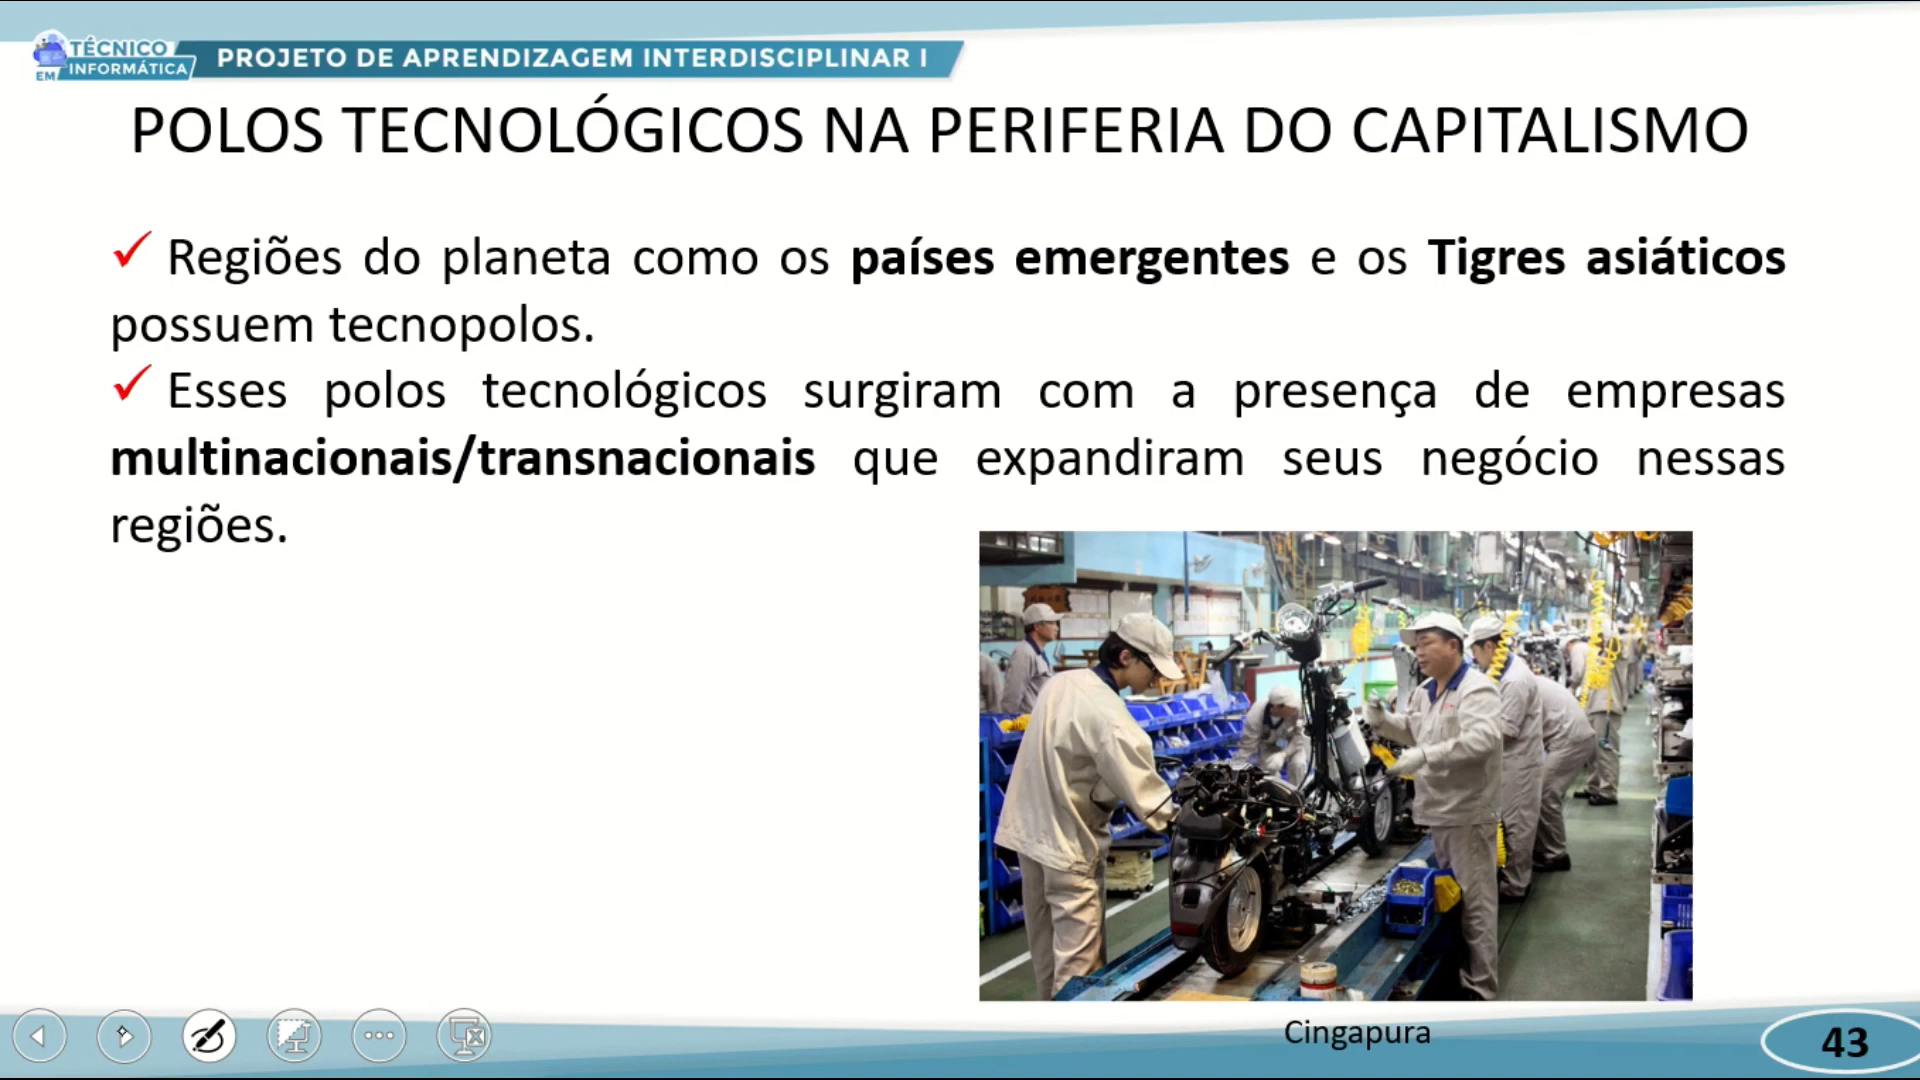 TÉCNICO
EM INFORMÁTICA
PROJETO DE APRENDIZAGEM INTERDISCIPLINAR I
POLOS TECNOLÓGICOS NA PERIFERIA DO CAPITALISMO
Regiões do planeta como os países emergentes e os Tigres asiáticos
possuem tecnopolos.
Esses polos tecnológicos surgiram com a presença de empresas
multinacionais/transnacionais que expandiram seus negócio nessas
regiões.
Cingapura
43